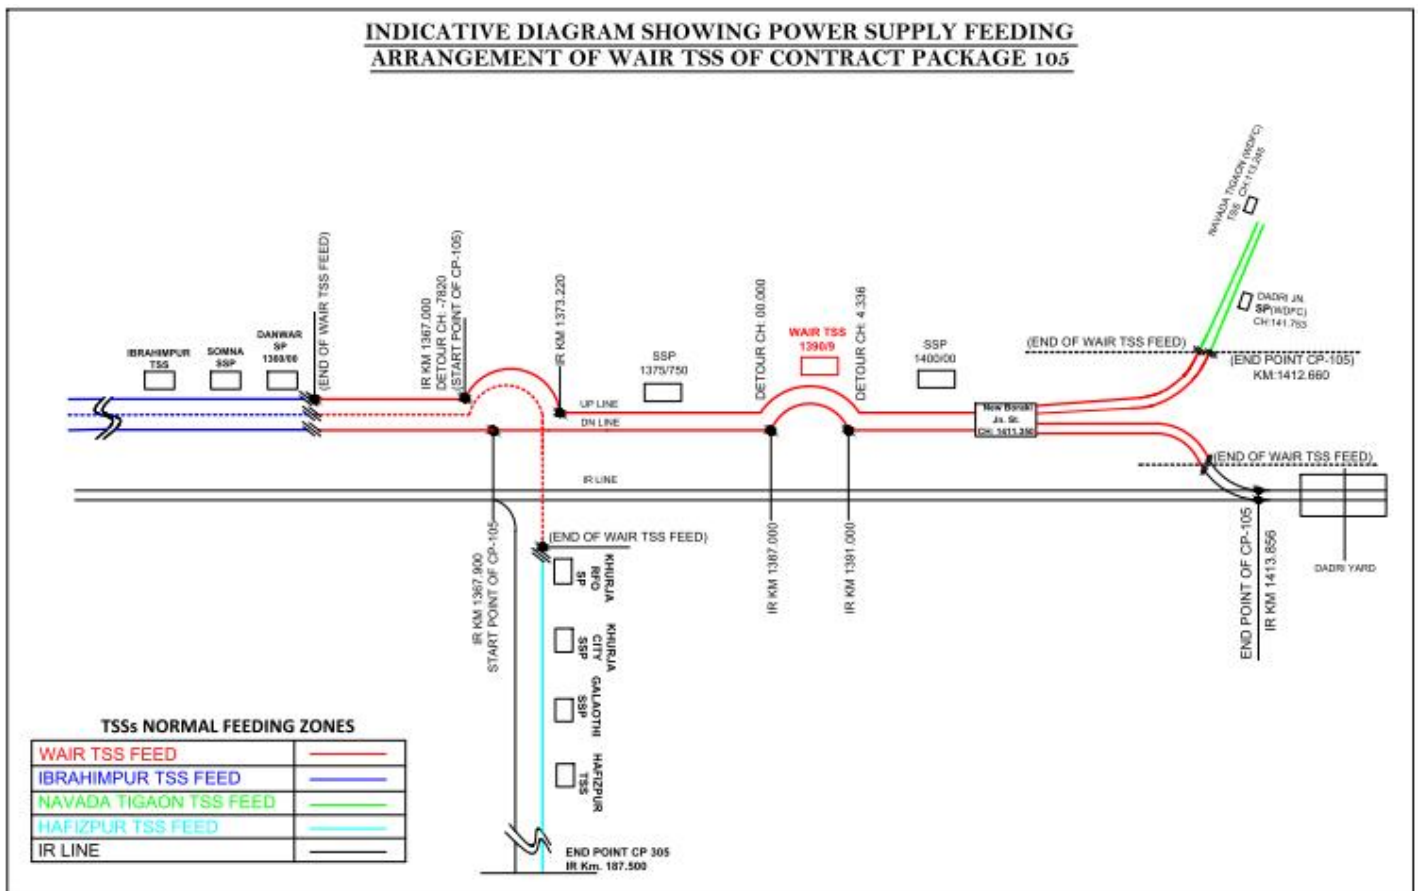 INDICATIVE DIAGRAM SHOWING POWER SUPPLY FEEDING
ARRANGEMENT OF WAIR TSS OF CONTRACT PACKAGE 105
NAVADA TIGAON (WDFC)
TSS CH:113.245
DADRI JN.
SP(WDFC)
CH:141.753
(END OF WAIR TSS FEED)
(END POINT CP-105)
KM:1412.660
IBRAHIMPUR
TSS
SOMNA
SSP
DANWAR
SP
1360/00
(END OF WAIR TSS FEED)
IR KM 1367.000
DETOUR CH: -7820
(START POINT OF CP-105)
IR KM 1373.220
SSP
1375/750
DETOUR CH: 00.000
WAIR TSS
1390/9
DETOUR CH: 4.336
SSP
1400/00
UP LINE
DN LINE
New Boraki
Jn. St.
CH: 1411.350
(END OF WAIR TSS FEED)
IR LINE
DADRI YARD
IR KM 1367.900
START POINT OF CP-105
(END OF WAIR TSS FEED)
IR KM 1387.000
IR KM 1391.000
END POINT OF CP-105
IR KM 1413.856
KHURJA
RFO
SP
KHURJA
CITY
SSP
GALAOTHI
SSP
HAFIZPUR
TSS
END POINT CP 305
IR Km. 187.500
TSSs NORMAL FEEDING ZONES
WAIR TSS FEED
IBRAHIMPUR TSS FEED
NAVADA TIGAON TSS FEED
HAFIZPUR TSS FEED
IR LINE